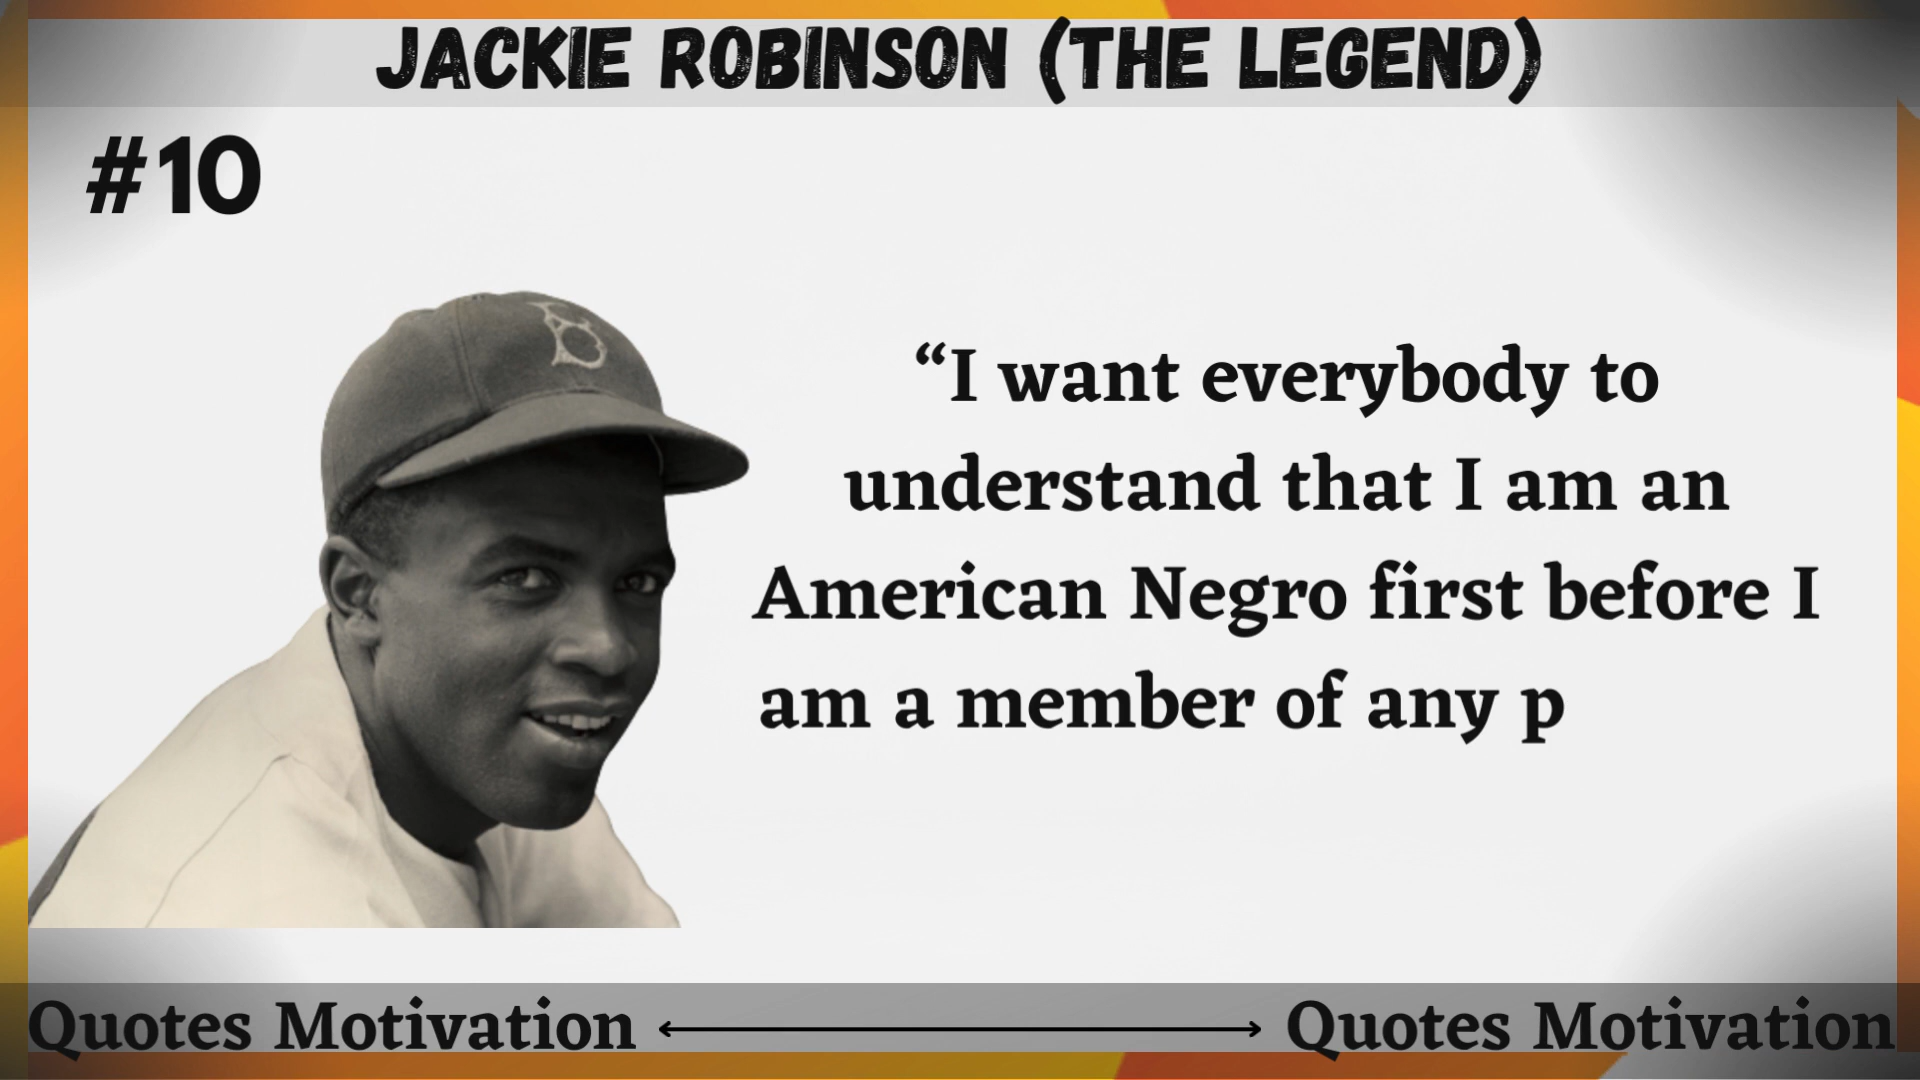 JACKIE ROBINSON (THE LEGEND)
#10
B
“I want everybody to
understand that I am an
American Negro first before I
am a member of any p
Quotes Motivation
Quotes Motivation